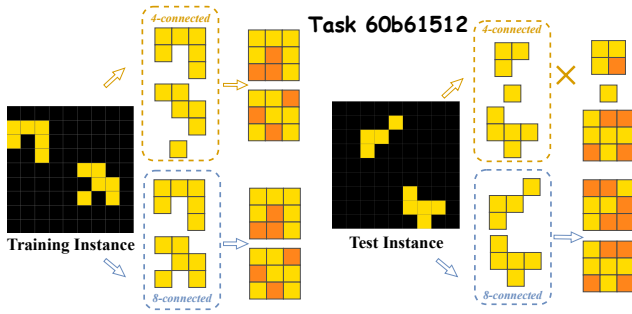 Task 60b61512
4-connected
4-connected
Training Instance
Test Instance
8-connected
8-connected